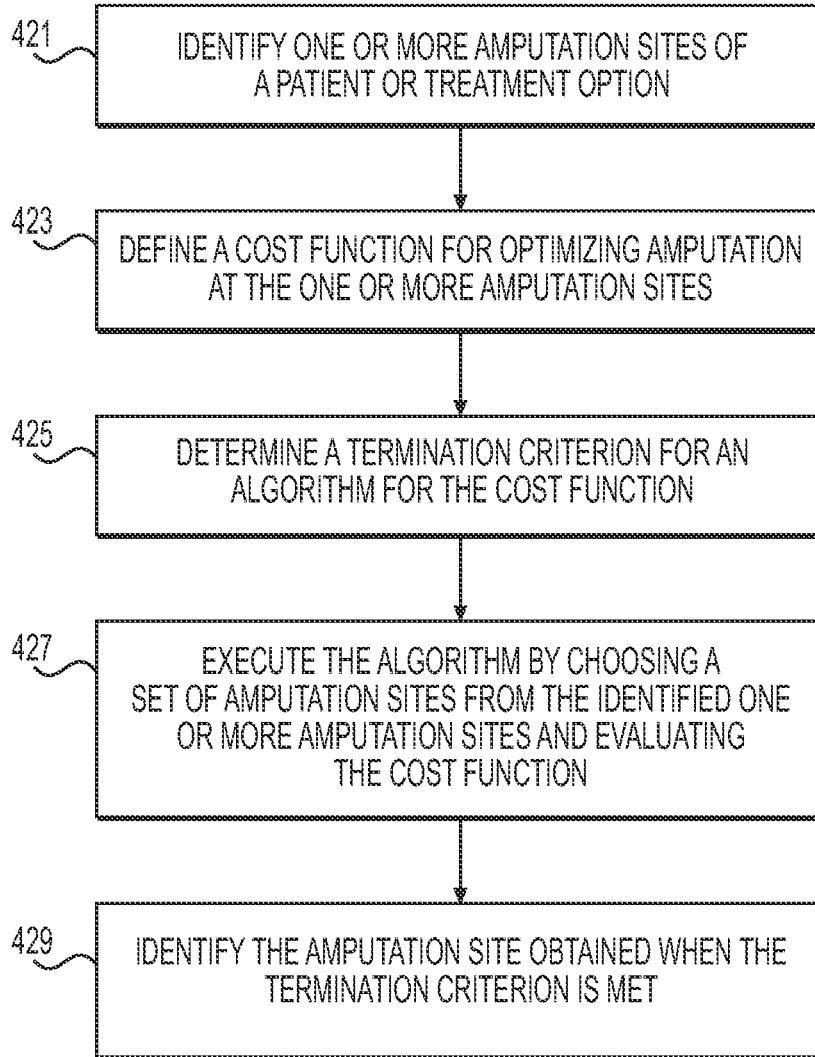 421
IDENTIFY ONE OR MORE AMPUTATION SITES OF
A PATIENT OR TREATMENT OPTION
423
DEFINE A COST FUNCTION FOR OPTIMIZING AMPUTATION
AT THE ONE OR MORE AMPUTATION SITES
425
DETERMINE A TERMINATION CRITERION FOR AN
ALGORITHM FOR THE COST FUNCTION
427
EXECUTE THE ALGORITHM BY CHOOSING A
SET OF AMPUTATION SITES FROM THE IDENTIFIED ONE
OR MORE AMPUTATION SITES AND EVALUATING
THE COST FUNCTION
429
IDENTIFY THE AMPUTATION SITE OBTAINED WHEN THE
TERMINATION CRITERION IS MET